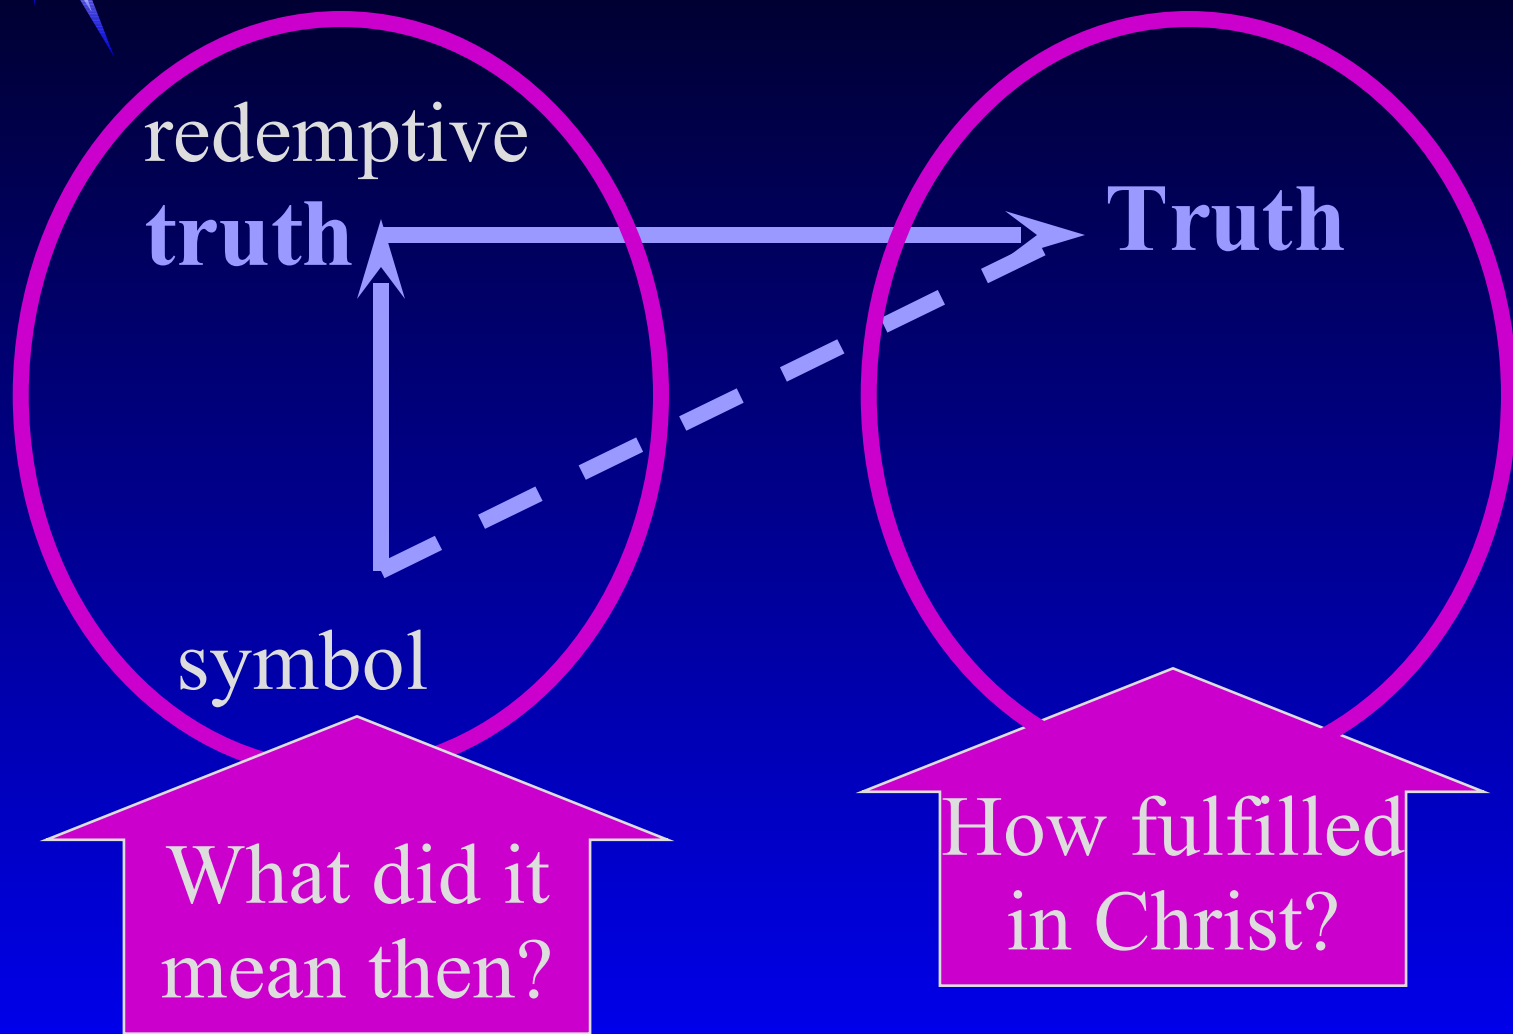 redemptive
truth
Truth
symbol
What did it
mean then?
How fulfilled
in Christ?